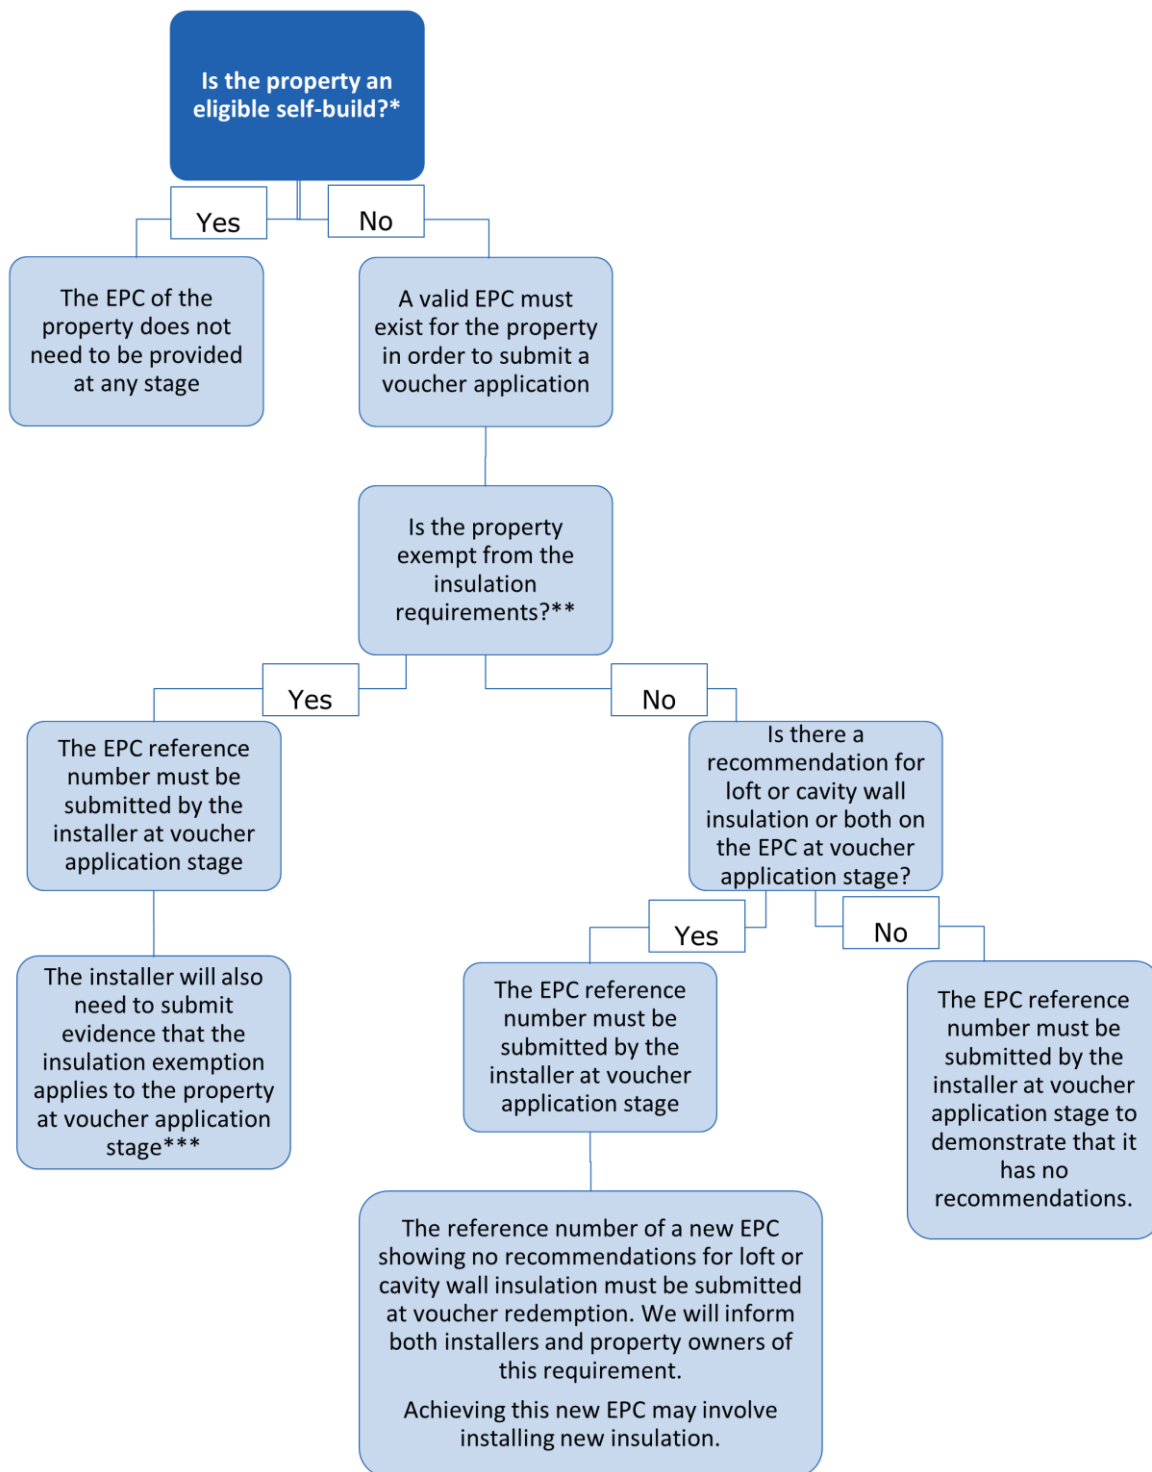 Is the property an
eligible self-build?*
Yes
No
The EPC of the
property does not
need to be provided
at any stage
A valid EPC must
exist for the property
in order to submit a
voucher application
Is the property
exempt from the
insulation
requirements?**
Yes
No
The EPC reference
number must be
submitted by the
installer at voucher
application stage
Is there a
recommendation for
loft or cavity wall
insulation or both on
the EPC at voucher
application stage?
Yes
No
The installer will also
need to submit
evidence that the
insulation exemption
applies to the property
at voucher application
stage***
The EPC reference
number must be
submitted by the
installer at voucher
application stage
The EPC reference
number must be
submitted by the
installer at voucher
application stage to
demonstrate that it
has no
recommendations.
The reference number of a new EPC
showing no recommendations for loft or
cavity wall insulation must be submitted
at voucher redemption. We will inform
both installers and property owners of
this requirement.
Achieving this new EPC may involve
installing new insulation.